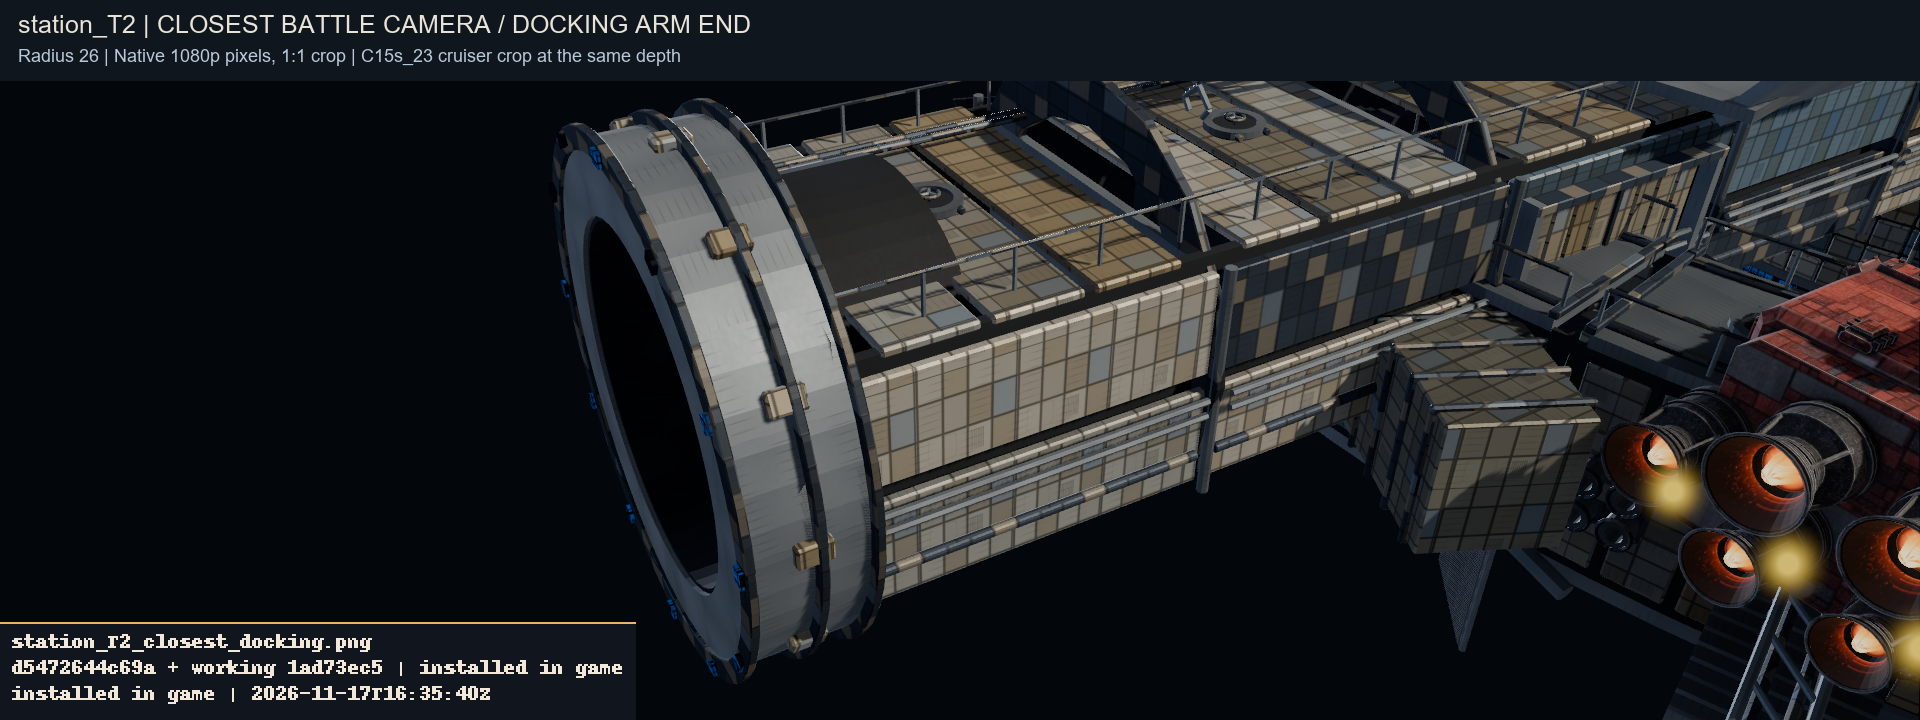 station_T2 | CLOSEST BATTLE CAMERA / DOCKING ARM END
Radius 26 | Native 1080p pixels, 1:1 crop | C15s_23 cruiser crop at the same depth
station_T2_closest_docking.png
d5472644c69a + working 1ad73ec5 | installed in game
installed in game | 2026-11-17T16:35:40Z